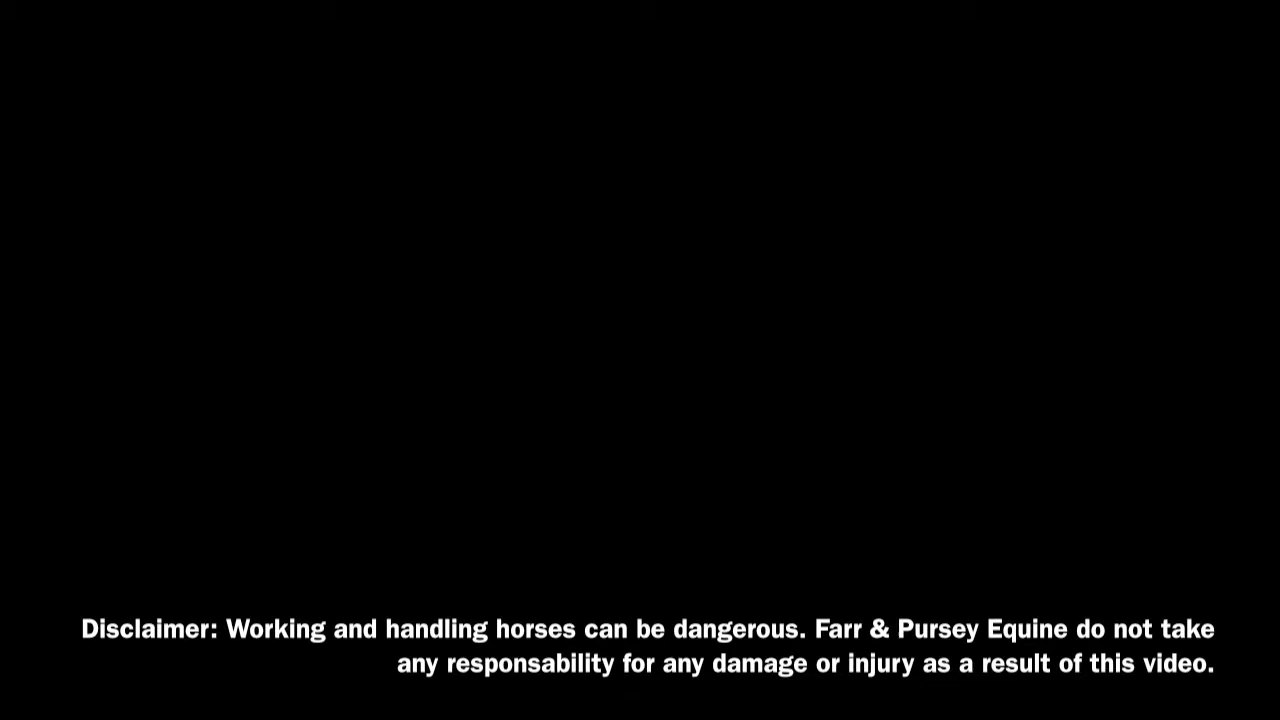 Disclaimer: Working and handling horses can be dangerous. Farr & Pursey Equine do not take
any responsability for any damage or injury as a result of this video.